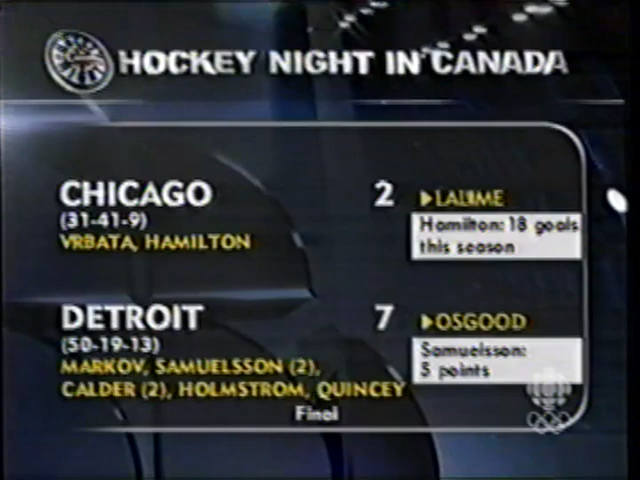 HOCKEY NIGHT IN CANADA
CHICAGO 2 ▶LALIME
(31-41-9)
VRBATA, HAMILTON
Hamilton: 18 goals
this season
DETROIT 7 ▶OSGOOD
(50-19-13)
MARKOV, SAMUELSSON (2),
CALDER (2), HOLMSTROM, QUINCEY
Samuelsson:
5 points
Final